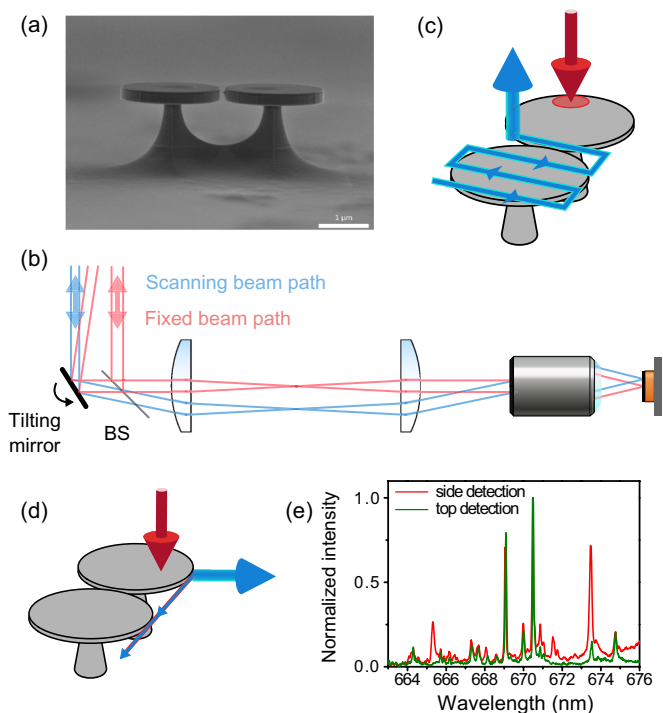 (a)
1 µm
(c)
(b)
Scanning beam path
Fixed beam path
Tilting
mirror
BS
(d)
(e)
side detection
top detection
Normalized intensity
1.0
0.5
0.0
664 666 668 670 672 674 676
Wavelength (nm)